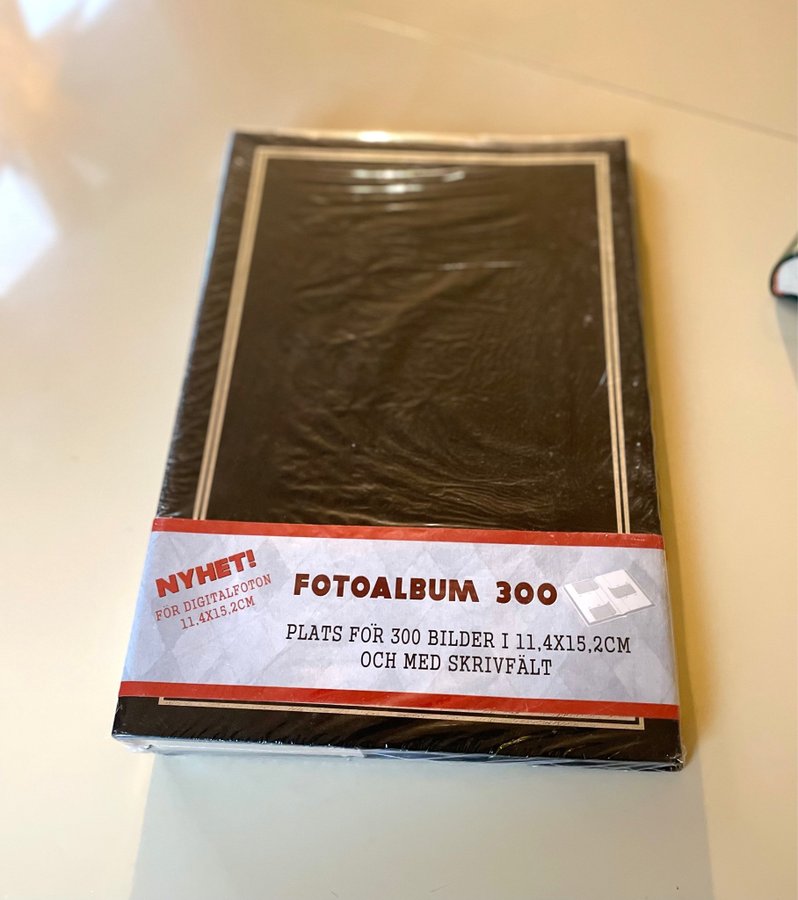 NYHET!
FÖR DIGITALFOTON
11,4X15,2CM
FOTOALBUM 300
PLATS FÖR 300 BILDER I 11,4X15,2CM
OCH MED SKRIVFÄLT